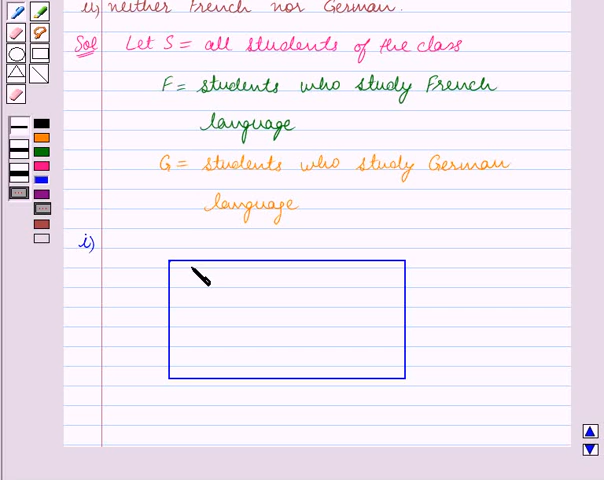 ii) neither French nor German.
Sol Let S = all students of the class
F = students who study French
language
G = students who study German
language
i)